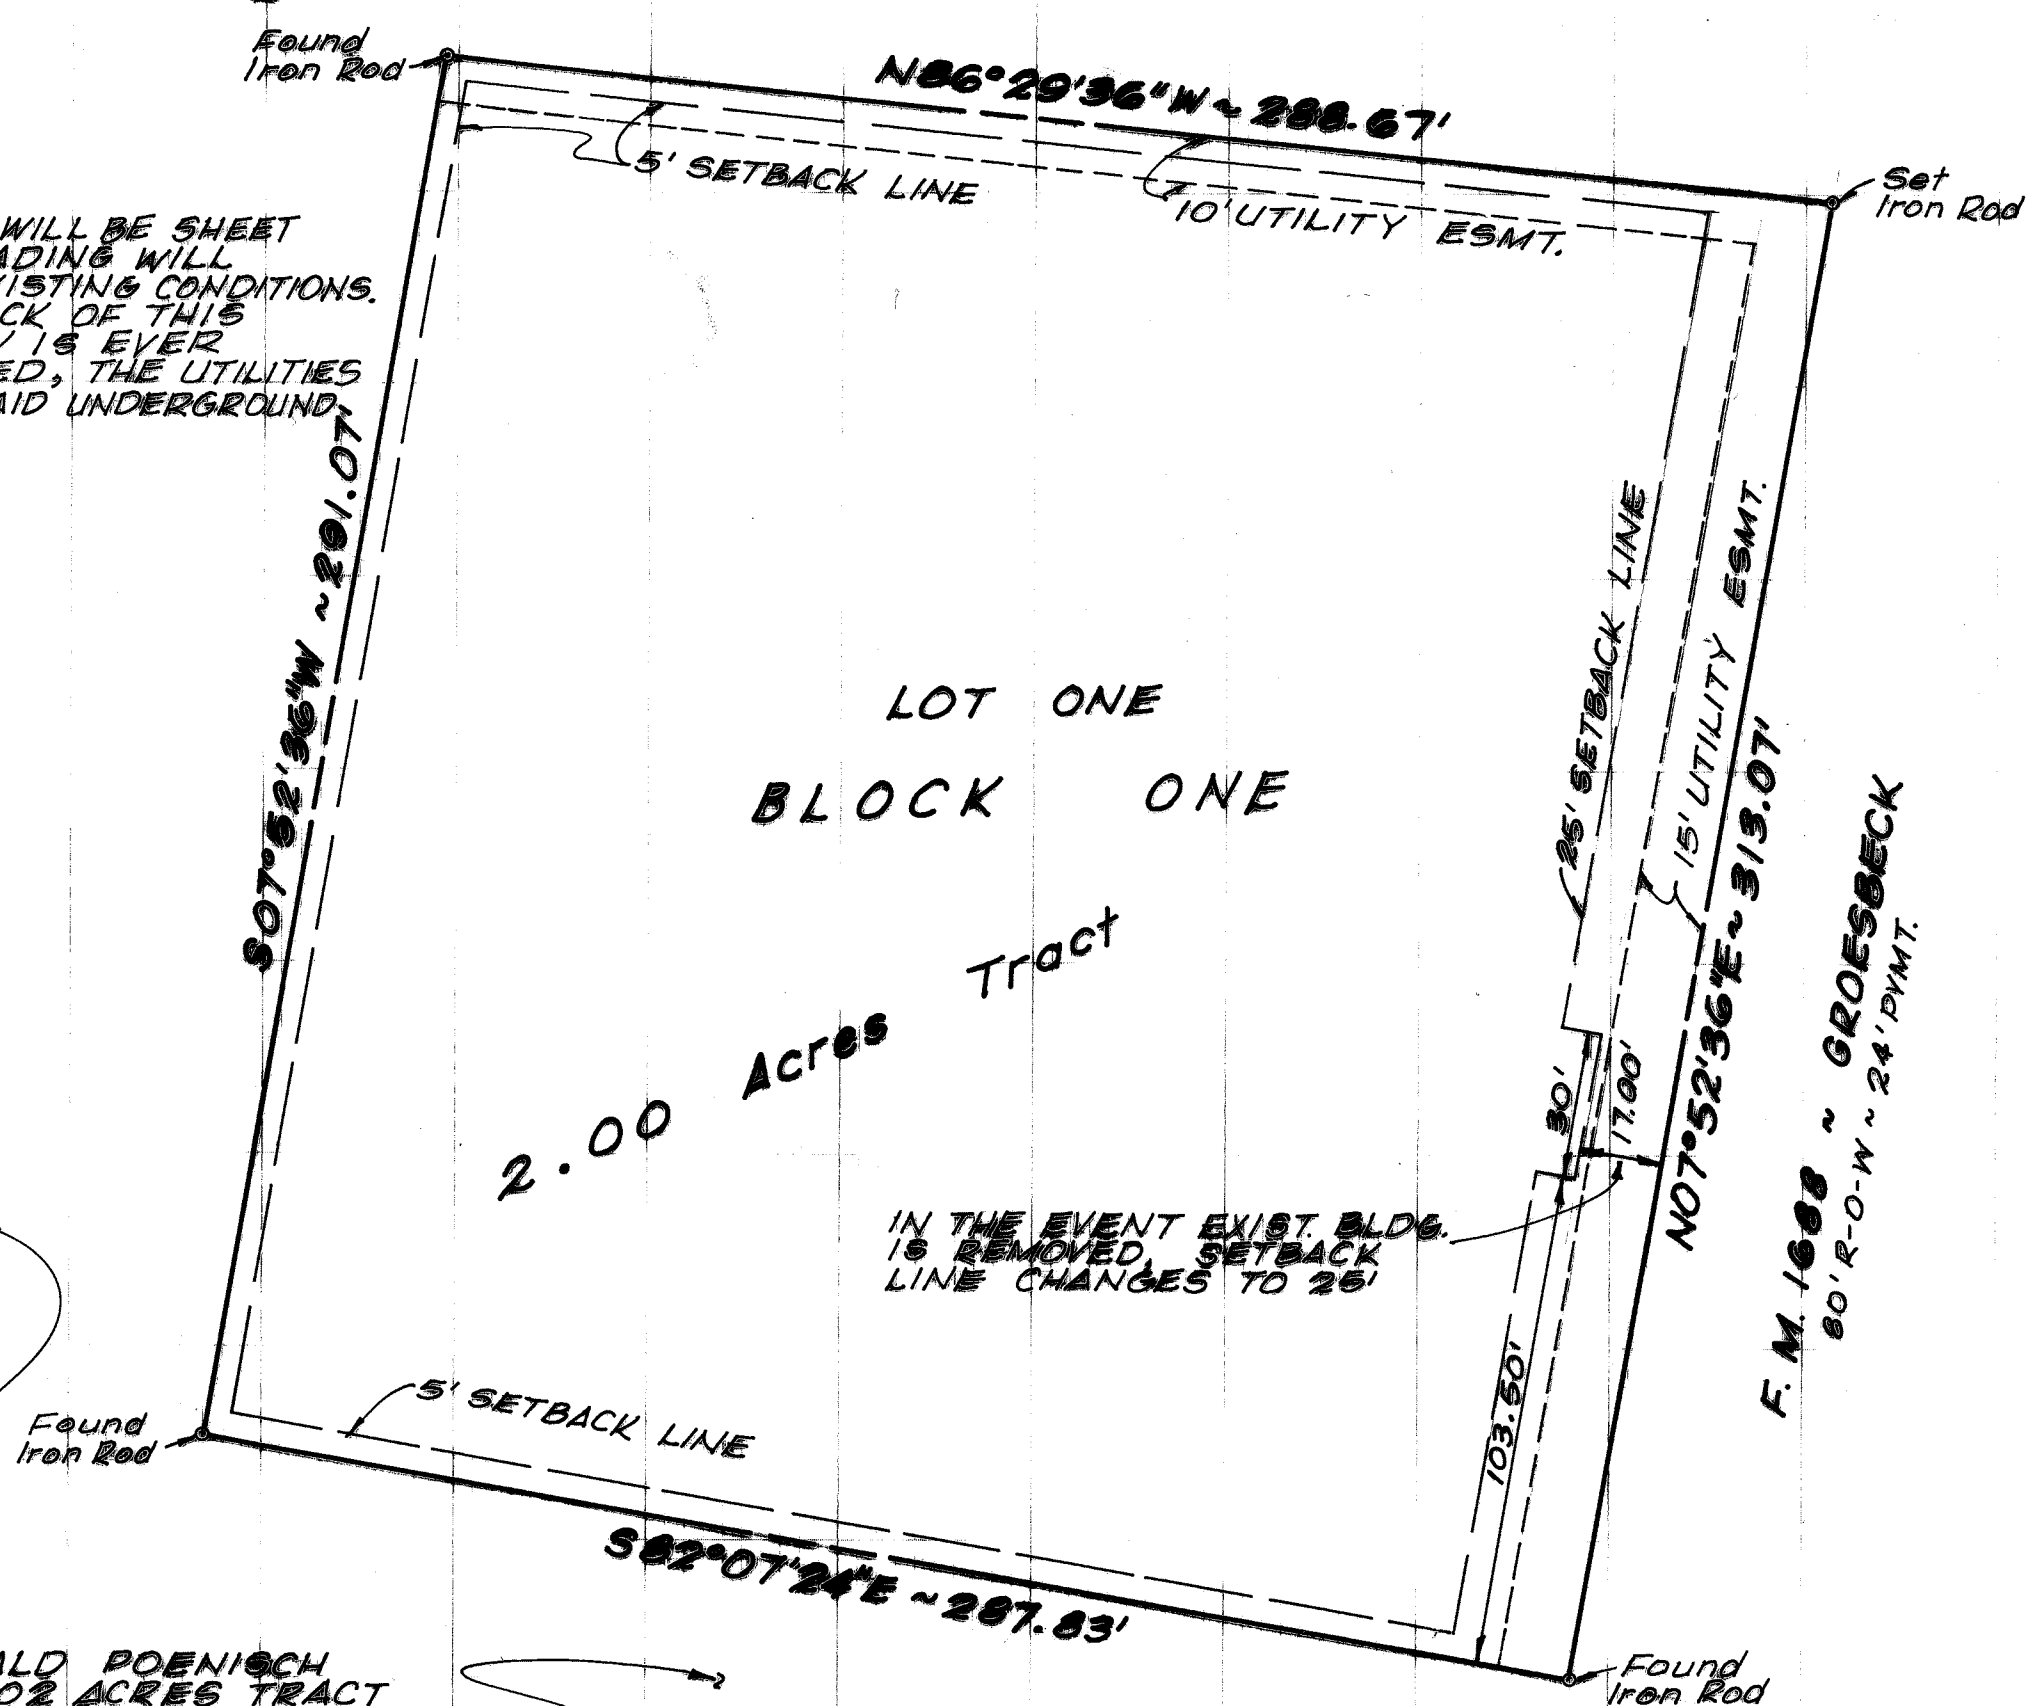 Found
Iron Rod
N86°29'36"W ~ 288.67'
Set
Iron Rod
5' SETBACK LINE
10' UTILITY ESMT.
WILL BE SHEET
ADING WILL
XISTING CONDITIONS.
CK OF THIS
Y IS EVER
ED, THE UTILITIES
AID UNDERGROUND.
S07°52'36"W ~ 291.07'
25' SETBACK LINE
15' UTILITY ESMT.
N07°52'36"E ~ 313.07'
F. M. 1688 ~ GROESBECK
80' R-O-W ~ 24' PVMT.
LOT ONE
BLOCK ONE
2.00 Acres Tract
30'
17.00'
IN THE EVENT EXIST. BLDG.
IS REMOVED, SETBACK
LINE CHANGES TO 25'
103.50'
5' SETBACK LINE
Found
Iron Rod
S82°07'24"E ~ 287.83'
ALD POENISCH
02 ACRES TRACT
Found
Iron Rod